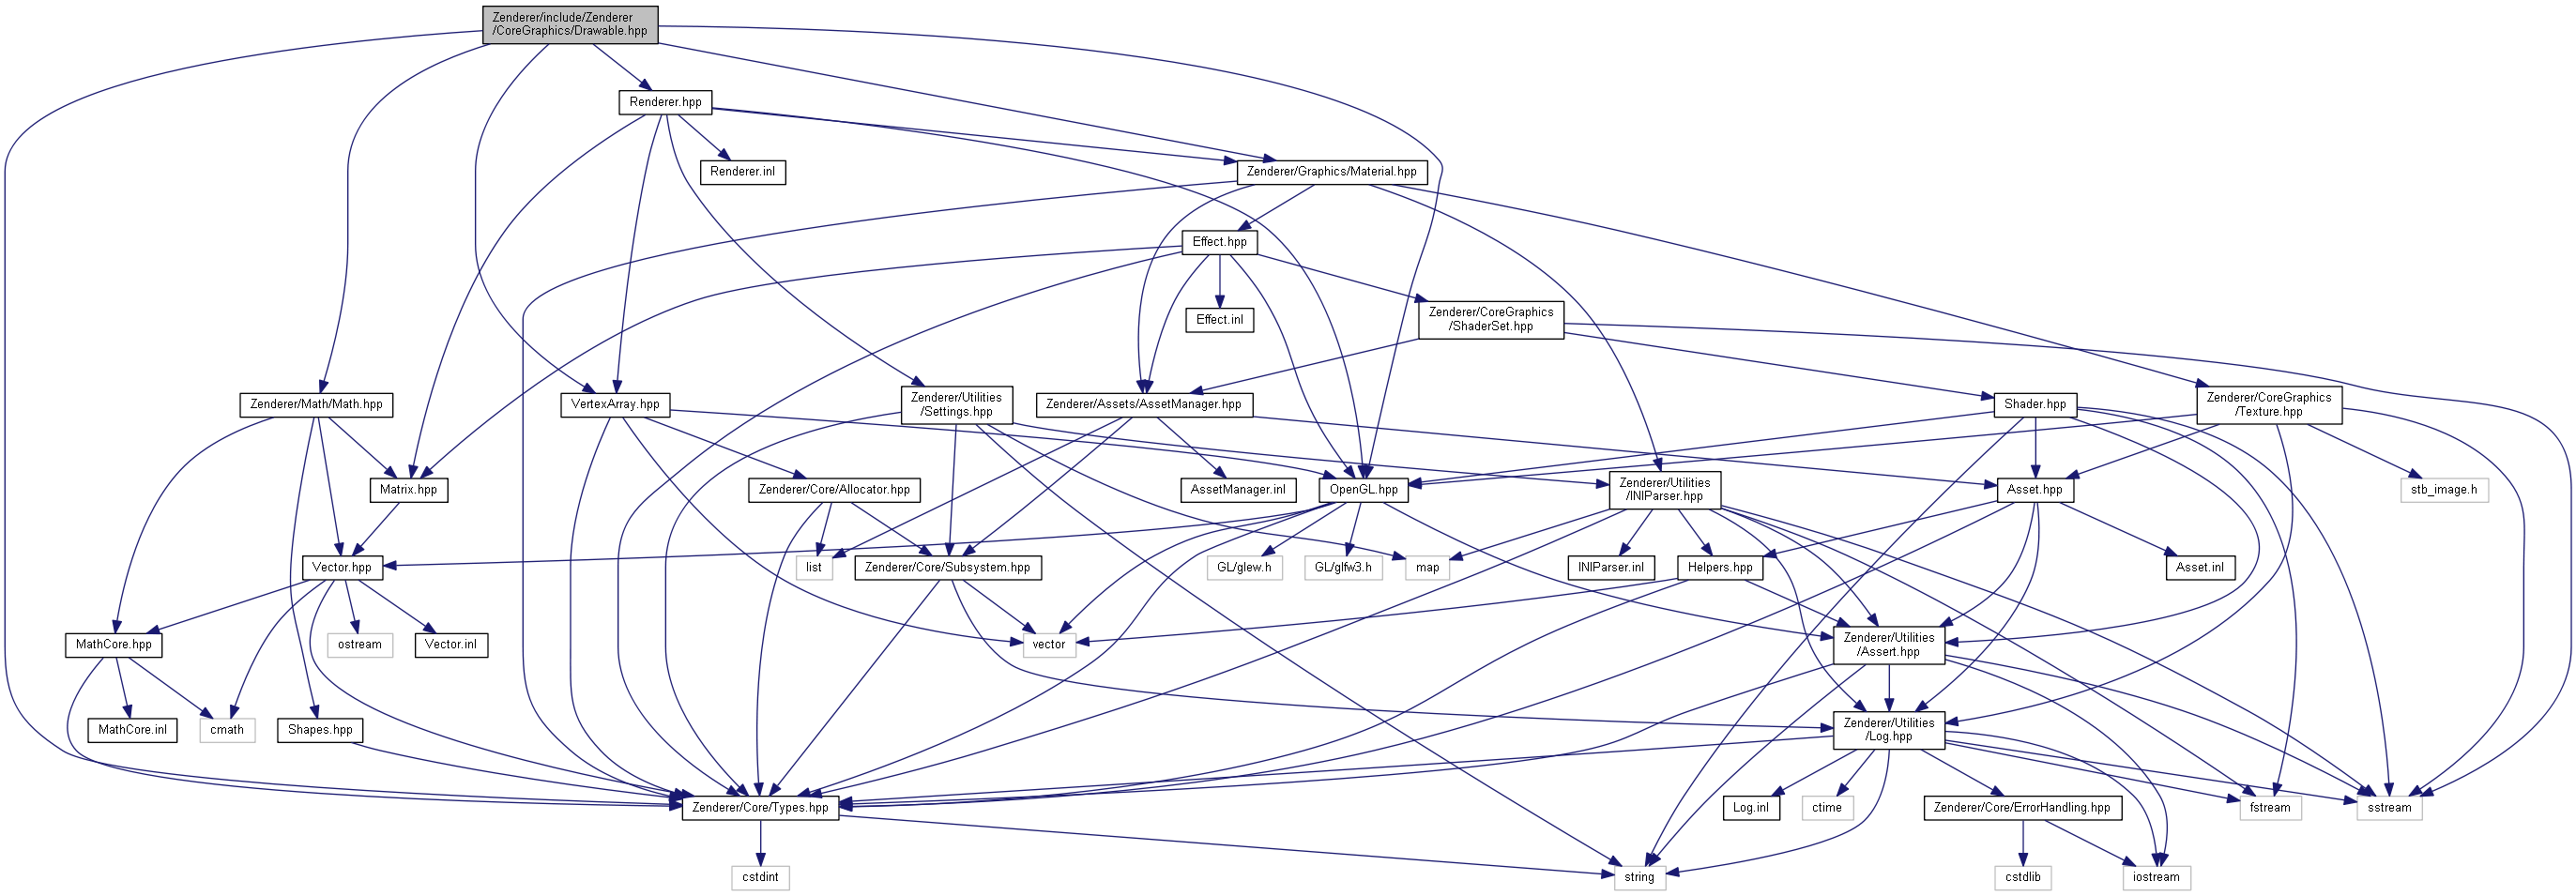 Zenderer/include/Zenderer
/CoreGraphics/Drawable.hpp
Renderer.hpp
Renderer.inl
Zenderer/Graphics/Material.hpp
Effect.hpp
Effect.inl
Zenderer/CoreGraphics
/ShaderSet.hpp
Zenderer/Math/Math.hpp
VertexArray.hpp
Zenderer/Utilities
/Settings.hpp
Zenderer/Assets/AssetManager.hpp
Shader.hpp
Zenderer/CoreGraphics
/Texture.hpp
Matrix.hpp
Zenderer/Core/Allocator.hpp
AssetManager.inl
OpenGL.hpp
Zenderer/Utilities
/INIParser.hpp
Asset.hpp
stb_image.h
Vector.hpp
list
Zenderer/Core/Subsystem.hpp
GL/glew.h
GL/glfw3.h
map
INIParser.inl
Helpers.hpp
Asset.inl
MathCore.hpp
ostream
Vector.inl
vector
Zenderer/Utilities
/Assert.hpp
MathCore.inl
cmath
Shapes.hpp
Zenderer/Utilities
/Log.hpp
Zenderer/Core/Types.hpp
Log.inl
ctime
Zenderer/Core/ErrorHandling.hpp
fstream
sstream
cstdint
string
cstdlib
iostream